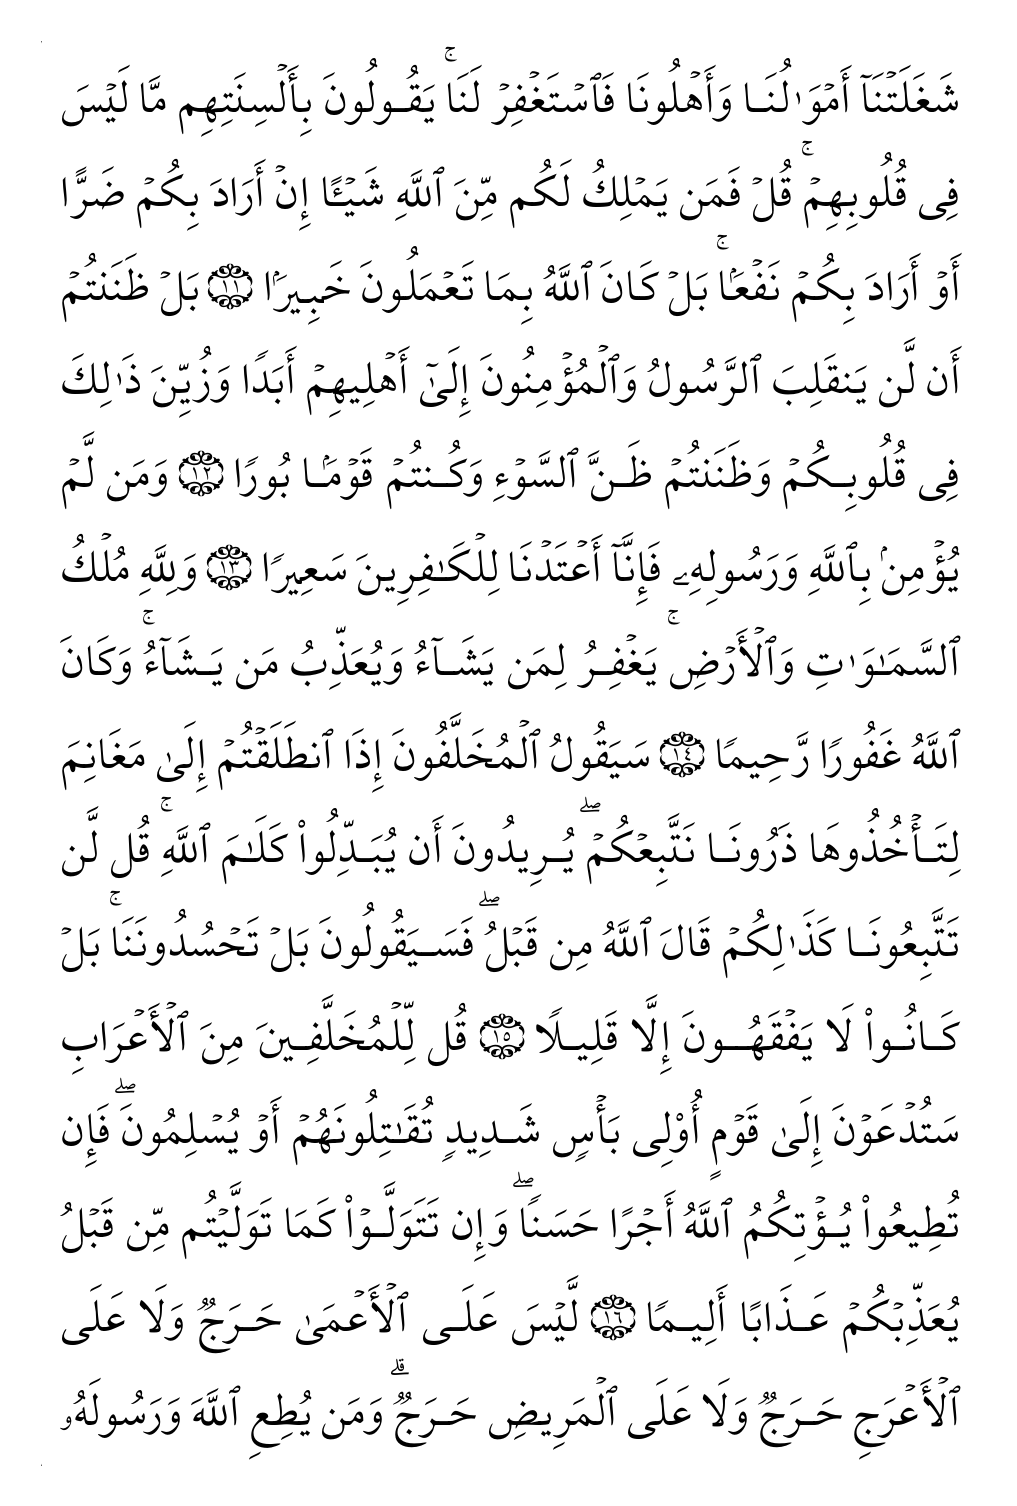 شَغَلَتۡنَآ أَمۡوَٰلُنَا وَأَهۡلُونَا فَٱسۡتَغۡفِرۡ لَنَاۚ يَقُولُونَ بِأَلۡسِنَتِهِم مَّا لَيۡسَ
فِى قُلُوبِهِمۡۚ قُلۡ فَمَن يَمۡلِكُ لَكُم مِّنَ ٱللَّهِ شَيۡـًٔا إِنۡ أَرَادَ بِكُمۡ ضَرًّا
أَوۡ أَرَادَ بِكُمۡ نَفۡعَۢاۚ بَلۡ كَانَ ٱللَّهُ بِمَا تَعۡمَلُونَ خَبِيرَۢا ١١ بَلۡ ظَنَنتُمۡ
أَن لَّن يَنقَلِبَ ٱلرَّسُولُ وَٱلۡمُؤۡمِنُونَ إِلَىٰٓ أَهۡلِيهِمۡ أَبَدًا وَزُيِّنَ ذَٰلِكَ
فِى قُلُوبِكُمۡ وَظَنَنتُمۡ ظَنَّ ٱلسَّوۡءِ وَكُنتُمۡ قَوۡمَۢا بُورًا ١٢ وَمَن لَّمۡ
يُؤۡمِنۢ بِٱللَّهِ وَرَسُولِهِۦ فَإِنَّآ أَعۡتَدۡنَا لِلۡكَـٰفِرِينَ سَعِيرًا ١٣ وَلِلَّهِ مُلۡكُ
ٱلسَّمَـٰوَٰتِ وَٱلۡأَرۡضِۚ يَغۡفِرُ لِمَن يَشَآءُ وَيُعَذِّبُ مَن يَشَآءُۚ وَكَانَ
ٱللَّهُ غَفُورًا رَّحِيمًا ١٤ سَيَقُولُ ٱلۡمُخَلَّفُونَ إِذَا ٱنطَلَقۡتُمۡ إِلَىٰ مَغَانِمَ
لِتَأۡخُذُوهَا ذَرُونَا نَتَّبِعۡكُمۡۖ يُرِيدُونَ أَن يُبَدِّلُوا۟ كَلَـٰمَ ٱللَّهِۚ قُل لَّن
تَتَّبِعُونَا كَذَٰلِكُمۡ قَالَ ٱللَّهُ مِن قَبۡلُۖ فَسَيَقُولُونَ بَلۡ تَحۡسُدُونَنَاۚ بَلۡ
كَانُوا۟ لَا يَفۡقَهُونَ إِلَّا قَلِيلًا ١٥ قُل لِّلۡمُخَلَّفِينَ مِنَ ٱلۡأَعۡرَابِ
سَتُدۡعَوۡنَ إِلَىٰ قَوۡمٍ أُو۟لِى بَأۡسٍ شَدِيدٍ تُقَـٰتِلُونَهُمۡ أَوۡ يُسۡلِمُونَۖ فَإِن
تُطِيعُوا۟ يُؤۡتِكُمُ ٱللَّهُ أَجۡرًا حَسَنًاۖ وَإِن تَتَوَلَّوۡا۟ كَمَا تَوَلَّيۡتُم مِّن قَبۡلُ
يُعَذِّبۡكُمۡ عَذَابًا أَلِيمًا ١٦ لَّيۡسَ عَلَى ٱلۡأَعۡمَىٰ حَرَجٌ وَلَا عَلَى
ٱلۡأَعۡرَجِ حَرَجٌ وَلَا عَلَى ٱلۡمَرِيضِ حَرَجٌۗ وَمَن يُطِعِ ٱللَّهَ وَرَسُولَهُۥ